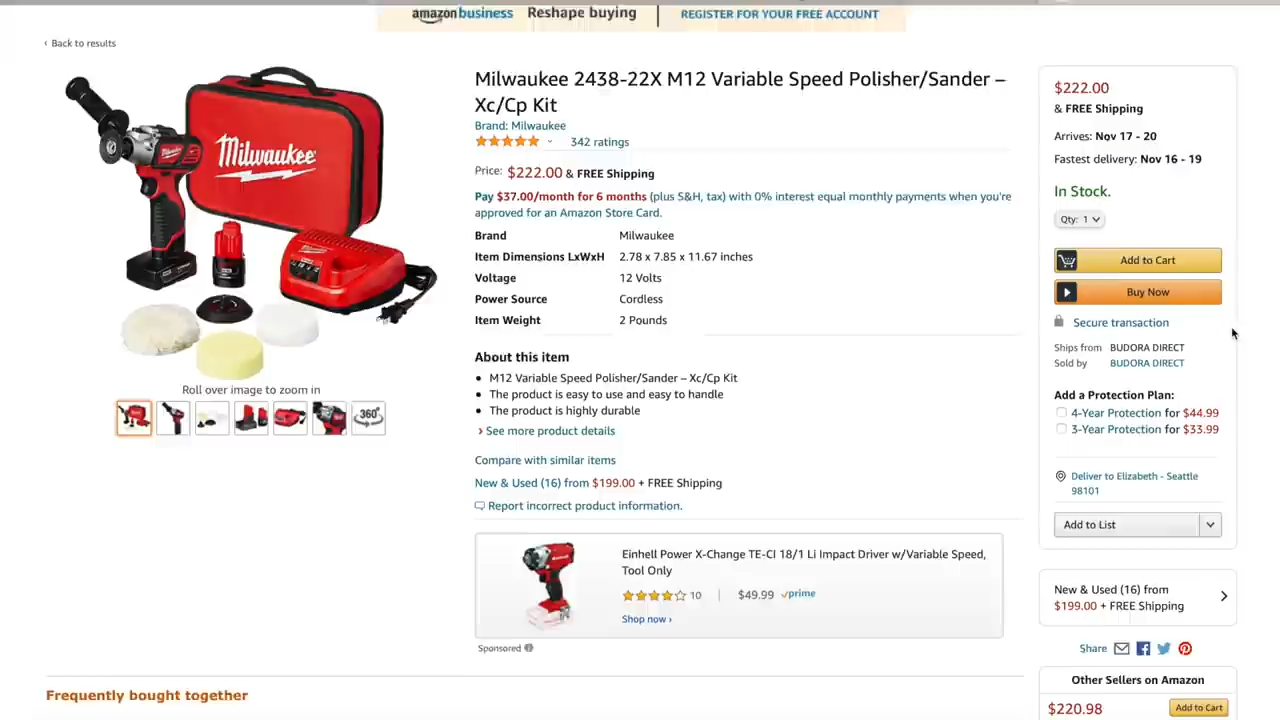 amazonbusiness Reshape buying REGISTER FOR YOUR FREE ACCOUNT
‹ Back to results
Milwaukee
Roll over image to zoom in
360°
Milwaukee 2438-22X M12 Variable Speed Polisher/Sander –
Xc/Cp Kit
Brand: Milwaukee
342 ratings
Price: $222.00 & FREE Shipping
Pay $37.00/month for 6 months (plus S&H, tax) with 0% interest equal monthly payments when you're
approved for an Amazon Store Card.
Brand Milwaukee
Item Dimensions LxWxH 2.78 x 7.85 x 11.67 inches
Voltage 12 Volts
Power Source Cordless
Item Weight 2 Pounds
About this item
• M12 Variable Speed Polisher/Sander – Xc/Cp Kit
• The product is easy to use and easy to handle
• The product is highly durable
› See more product details
Compare with similar items
New & Used (16) from $199.00 + FREE Shipping
Report incorrect product information.
Einhell Power X-Change TE-CI 18/1 Li Impact Driver w/Variable Speed,
Tool Only
10 | $49.99 prime
Shop now ›
Sponsored
Frequently bought together
$222.00
& FREE Shipping
Arrives: Nov 17 - 20
Fastest delivery: Nov 16 - 19
In Stock.
Qty: 1
Add to Cart
Buy Now
Secure transaction
Ships from BUDORA DIRECT
Sold by BUDORA DIRECT
Add a Protection Plan:
4-Year Protection for $44.99
3-Year Protection for $33.99
Deliver to Elizabeth - Seattle
98101
Add to List
New & Used (16) from
$199.00 + FREE Shipping
Share
Other Sellers on Amazon
$220.98 Add to Cart